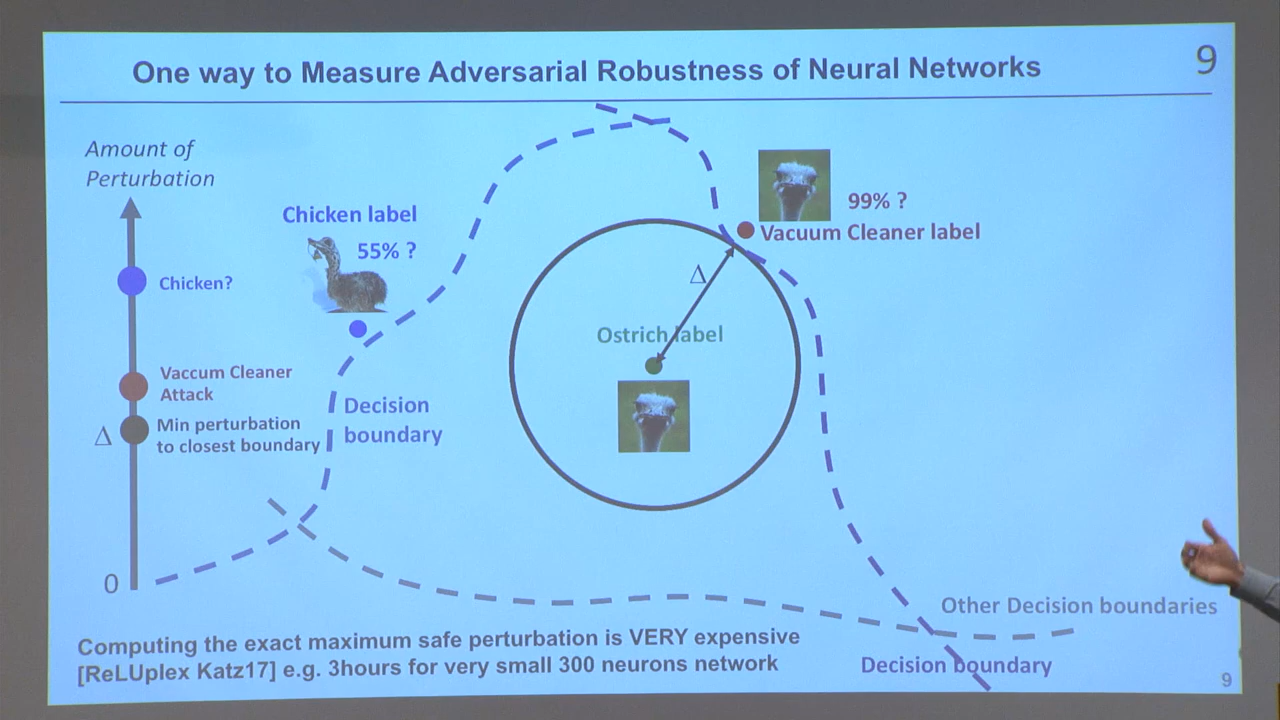 One way to Measure Adversarial Robustness of Neural Networks
9
Amount of
Perturbation
Chicken label
55% ?
99% ?
Vacuum Cleaner label
Chicken?
Δ
Ostrich label
Vaccum Cleaner
Attack
Decision
boundary
Δ
Min perturbation
to closest boundary
0
Other Decision boundaries
Computing the exact maximum safe perturbation is VERY expensive
[ReLUplex Katz17] e.g. 3hours for very small 300 neurons network
Decision boundary
9